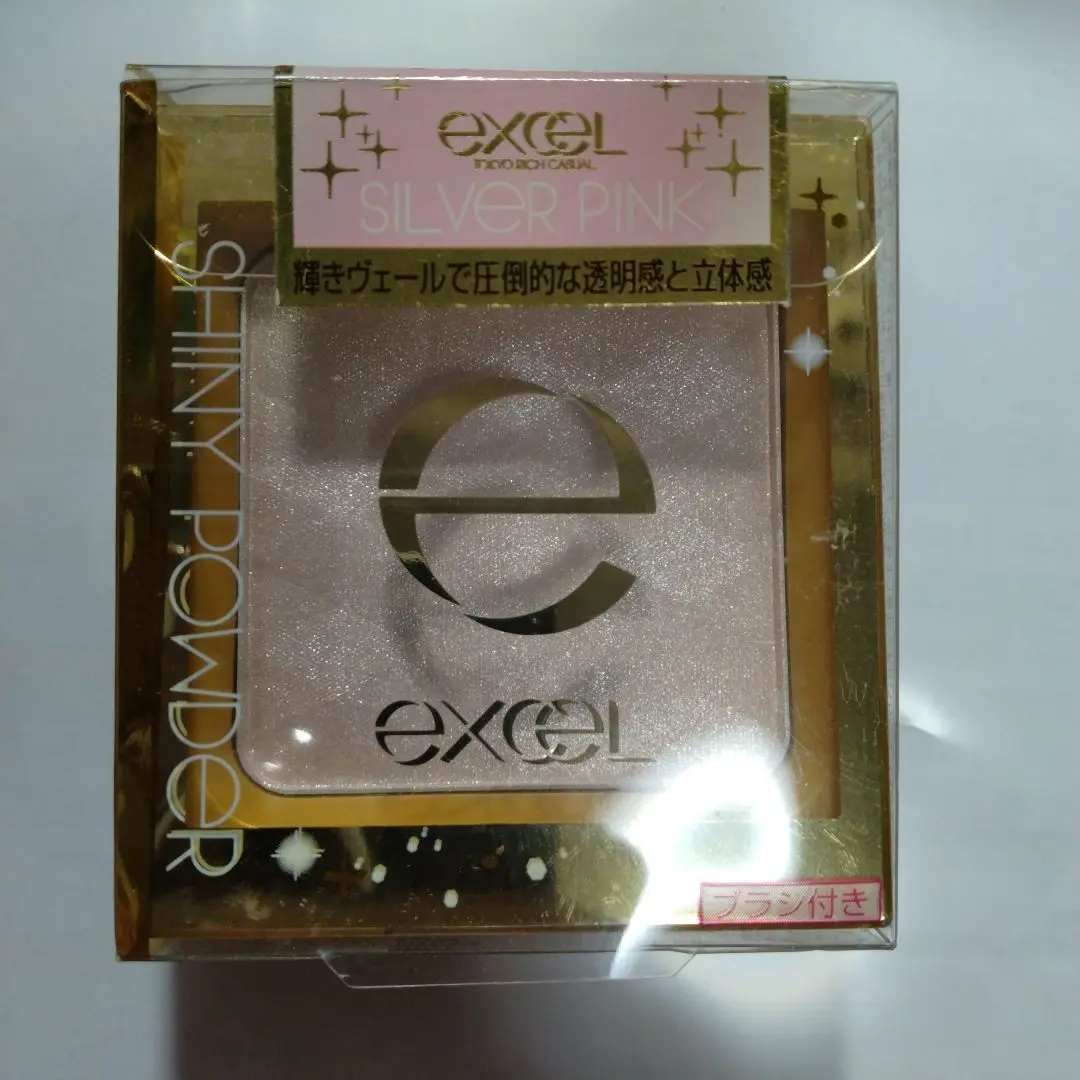 excel
TOKYO RICH CASUAL
SILVER PINK
輝きヴェールで圧倒的な透明感と立体感
SHINY POWDER
e
excel
ブラシ付き